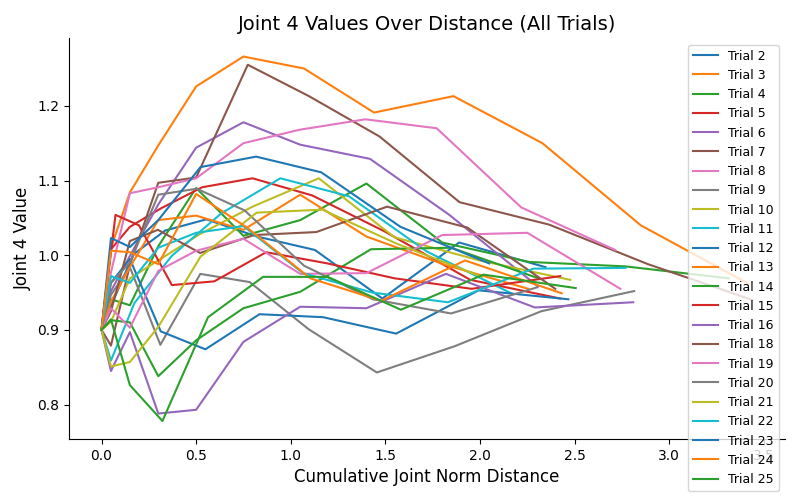 Joint 4 Values Over Distance (All Trials)
Joint 4 Value
1.2
1.1
1.0
0.9
0.8
0.0
0.5
1.0
1.5
2.0
2.5
3.0
3.5
Cumulative Joint Norm Distance
Trial 2
Trial 3
Trial 4
Trial 5
Trial 6
Trial 7
Trial 8
Trial 9
Trial 10
Trial 11
Trial 12
Trial 13
Trial 14
Trial 15
Trial 16
Trial 18
Trial 19
Trial 20
Trial 21
Trial 22
Trial 23
Trial 24
Trial 25